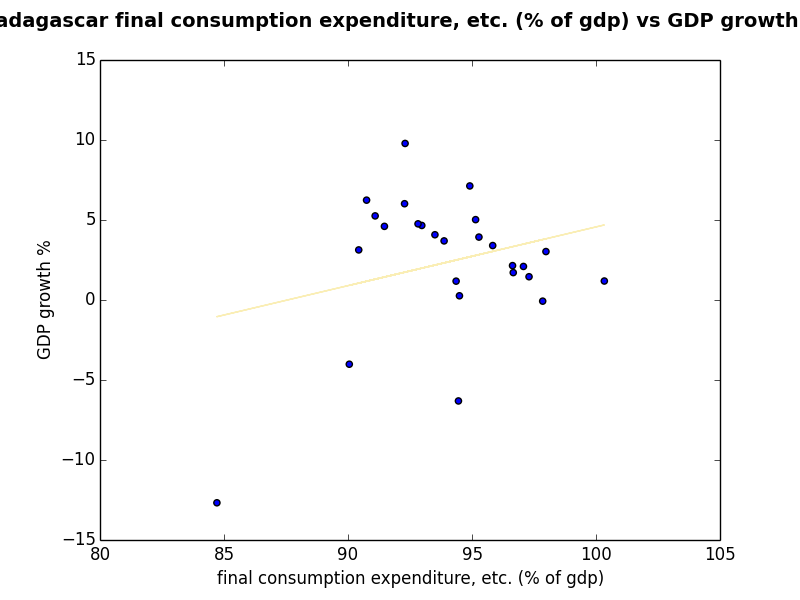 adagascar final consumption expenditure, etc. (% of gdp) vs GDP growth
15
10
5
0
−5
−10
−15
GDP growth %
80 85 90 95 100 105
final consumption expenditure, etc. (% of gdp)